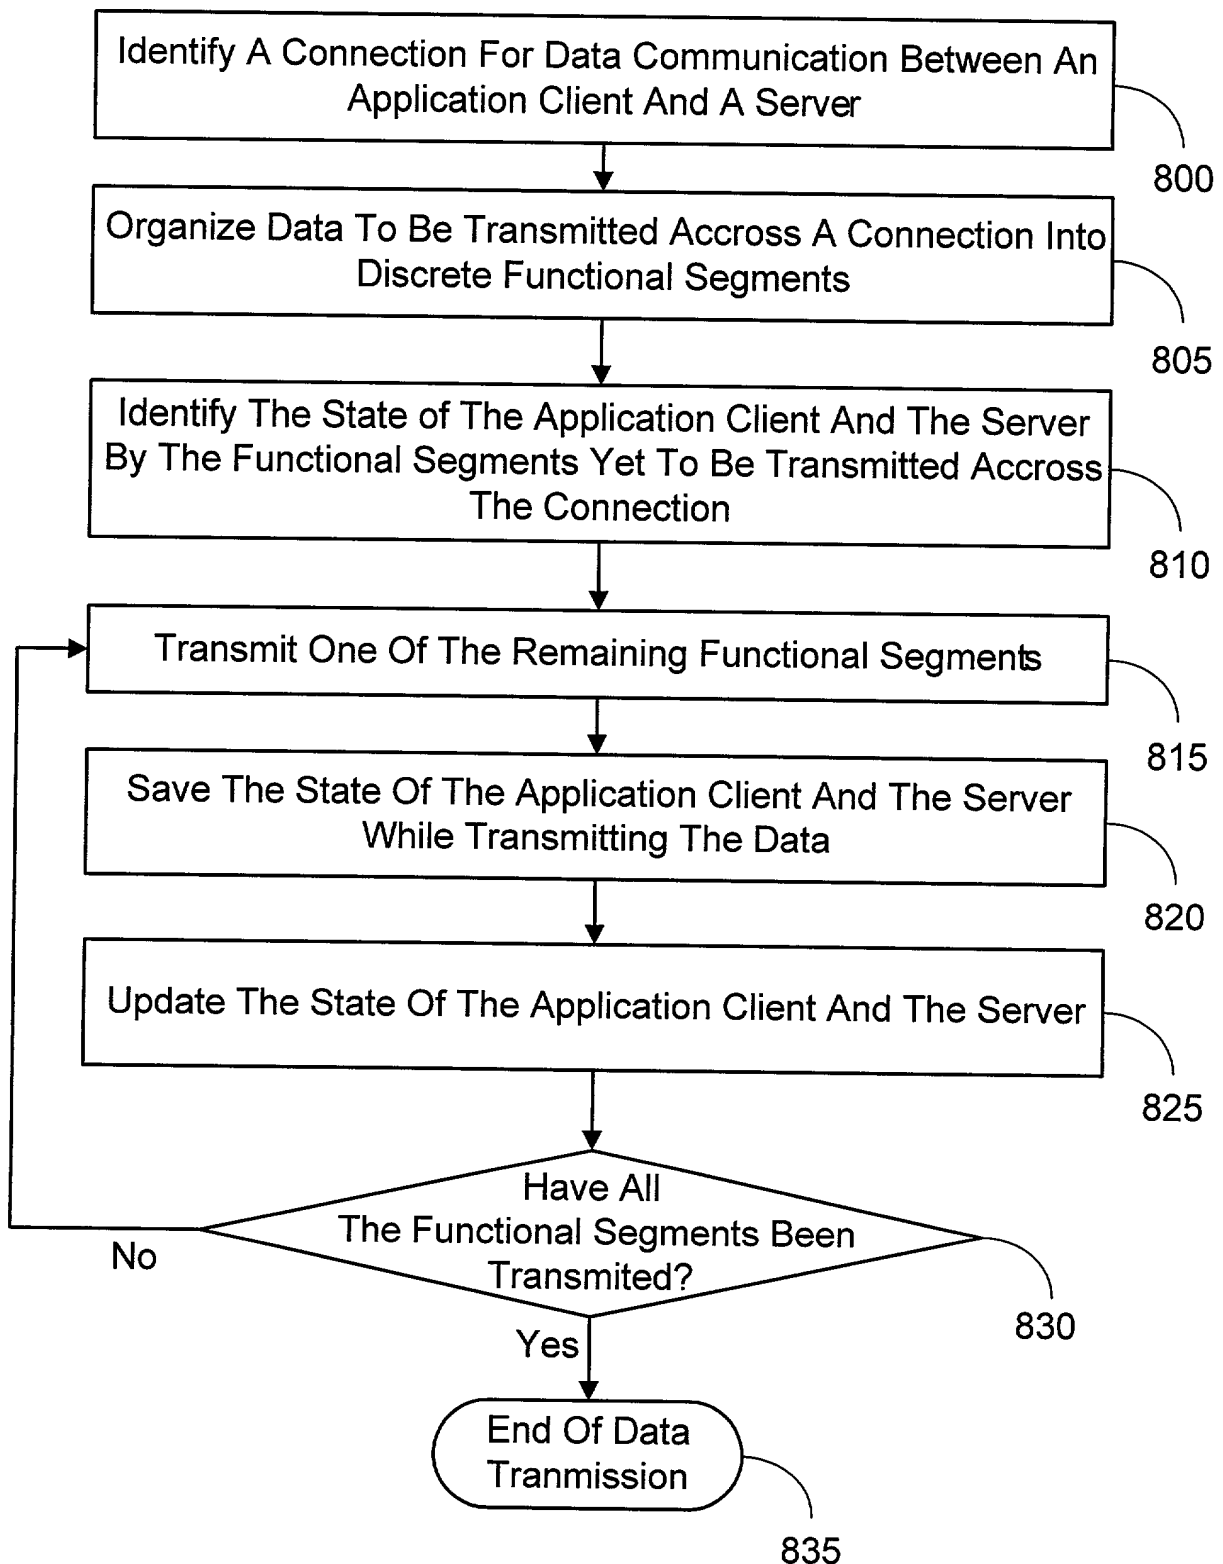 Identify A Connection For Data Communication Between An
Application Client And A Server
800
Organize Data To Be Transmitted Accross A Connection Into
Discrete Functional Segments
805
Identify The State of The Application Client And The Server
By The Functional Segments Yet To Be Transmitted Accross
The Connection
810
Transmit One Of The Remaining Functional Segments
815
Save The State Of The Application Client And The Server
While Transmitting The Data
820
Update The State Of The Application Client And The Server
825
Have All
The Functional Segments Been
Transmited?
No
830
Yes
End Of Data
Tranmission
835